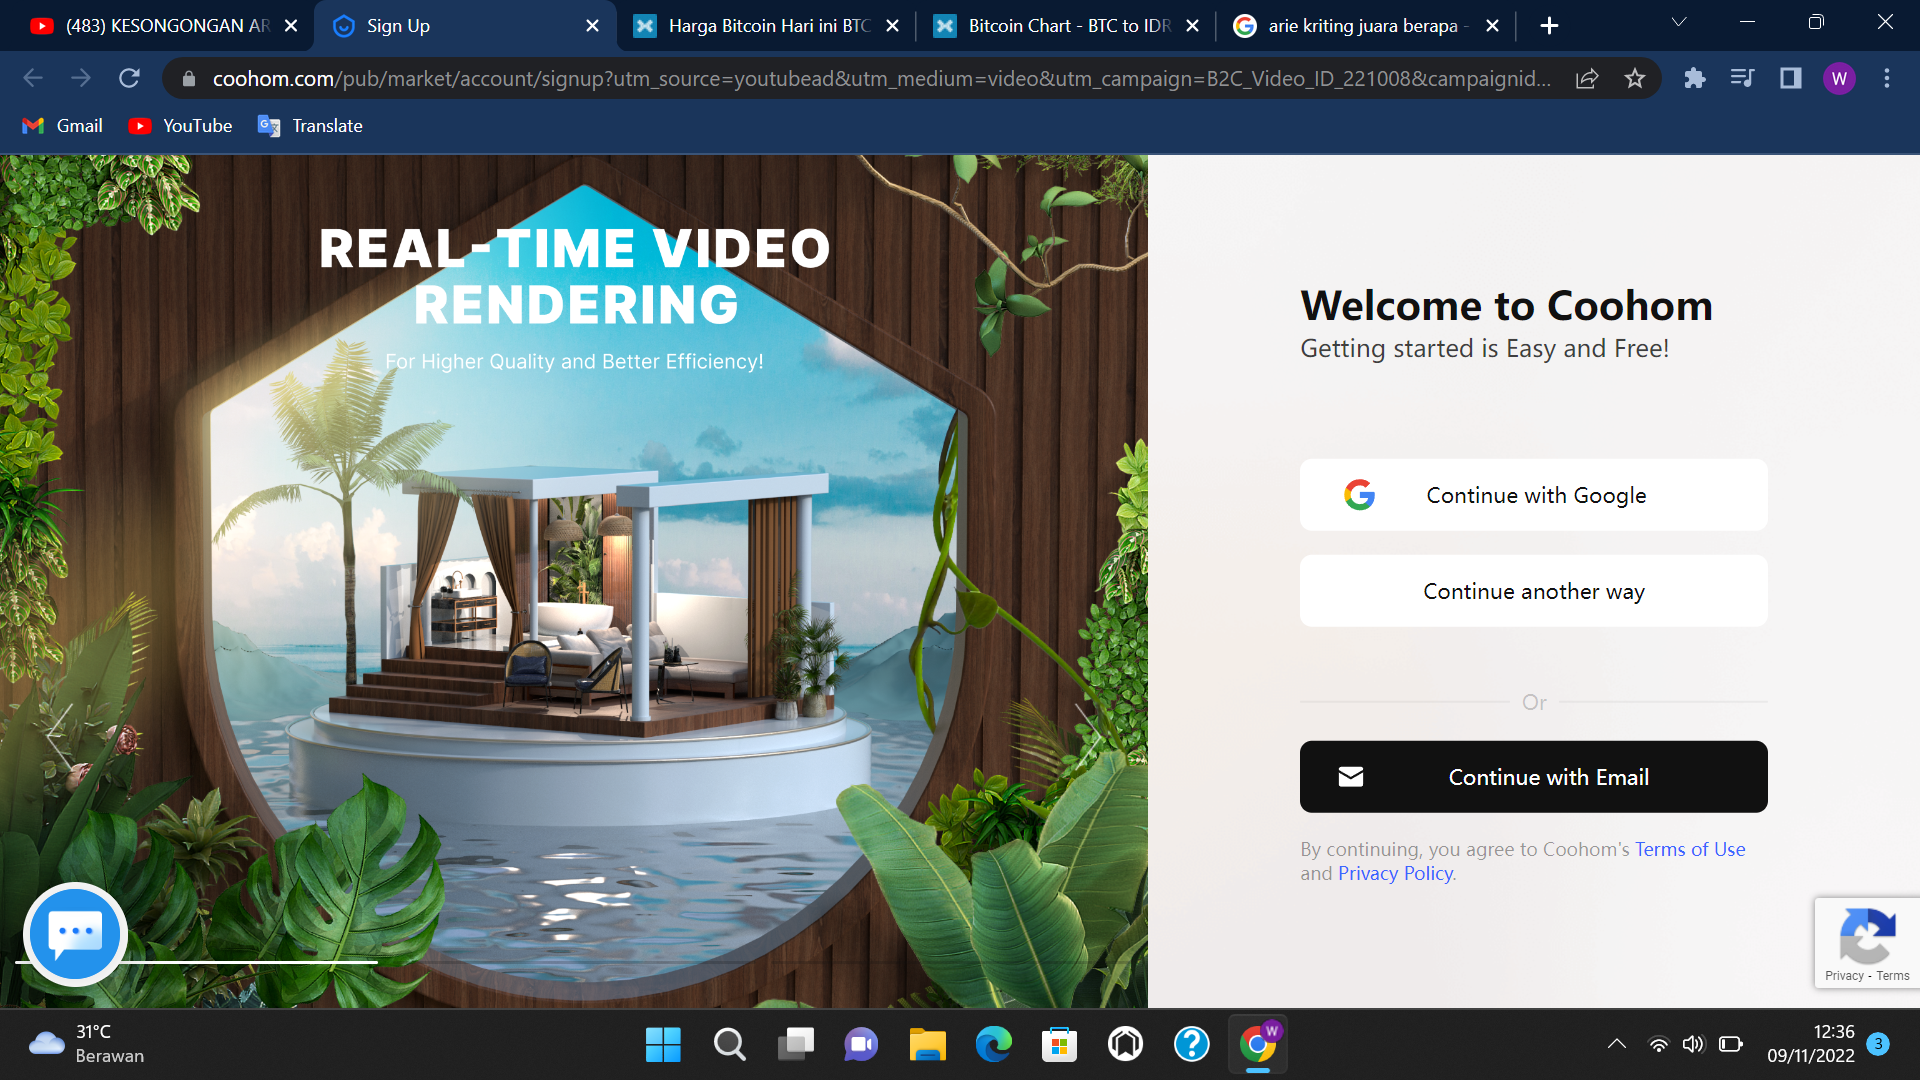 (483) KESONGONGAN AR
Sign Up
Harga Bitcoin Hari ini BTC
Bitcoin Chart - BTC to IDR
arie kriting juara berapa -
coohom.com/pub/market/account/signup?utm_source=youtubead&utm_medium=video&utm_campaign=B2C_Video_ID_221008&campaignid...
W
Gmail
YouTube
Translate
REAL-TIME VIDEO
RENDERING
For Higher Quality and Better Efficiency!
Welcome to Coohom
Getting started is Easy and Free!
Continue with Google
Continue another way
Or
Continue with Email
By continuing, you agree to Coohom's Terms of Use
and Privacy Policy.
Privacy - Terms
31°C
Berawan
W
12:36
09/11/2022
3